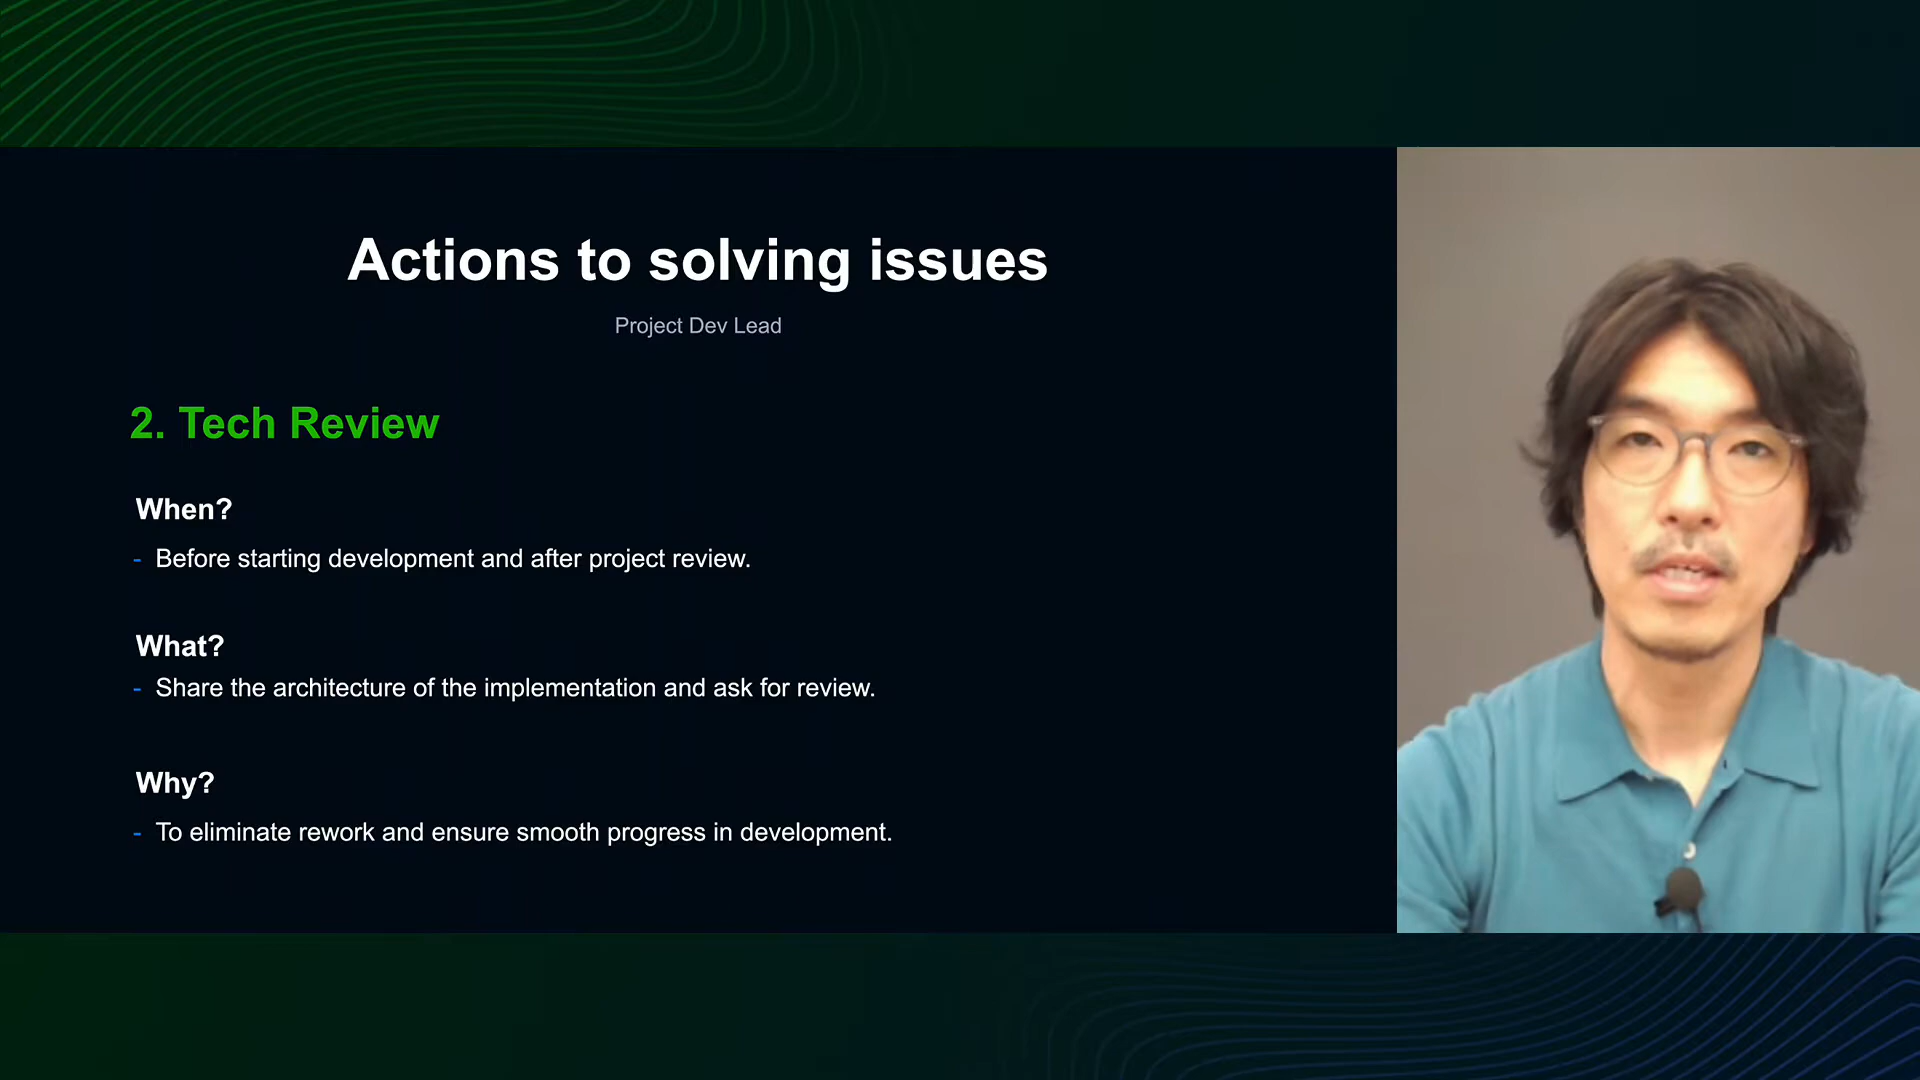 Actions to solving issues
Project Dev Lead
2. Tech Review
When?
- Before starting development and after project review.
What?
- Share the architecture of the implementation and ask for review.
Why?
- To eliminate rework and ensure smooth progress in development.